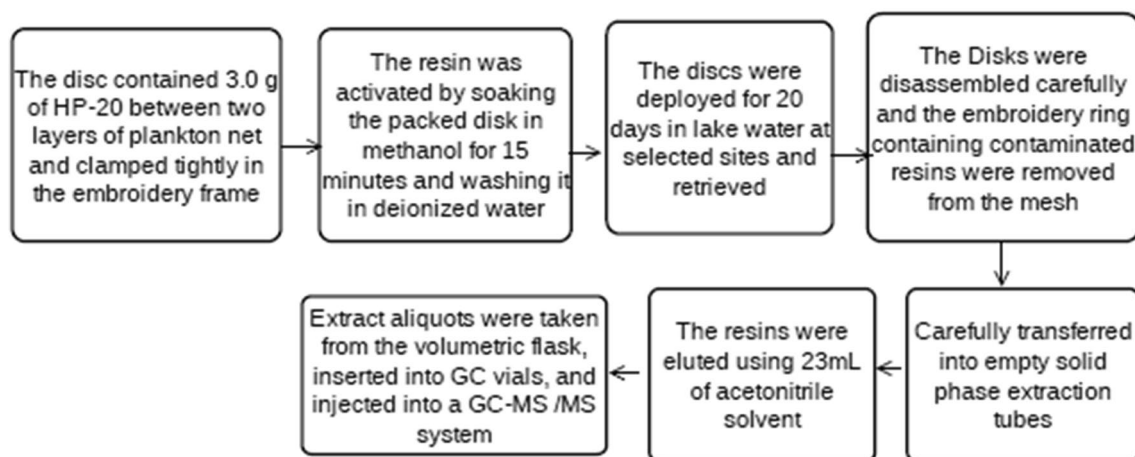 The disc contained 3.0 g
of HP-20 between two
layers of plankton net
and clamped tightly in
the embroidery frame
The resin was
activated by soaking
the packed disk in
methanol for 15
minutes and washing it
in deionized water
The discs were
deployed for 20
days in lake water at
selected sites and
retrieved
The Disks were
disassembled carefully
and the embroidery ring
containing contaminated
resins were removed
from the mesh
Carefully transferred
into empty solid
phase extraction
tubes
The resins were
eluted using 23mL
of acetonitrile
solvent
Extract aliquots were taken
from the volumetric flask,
inserted into GC vials, and
injected into a GC-MS /MS
system